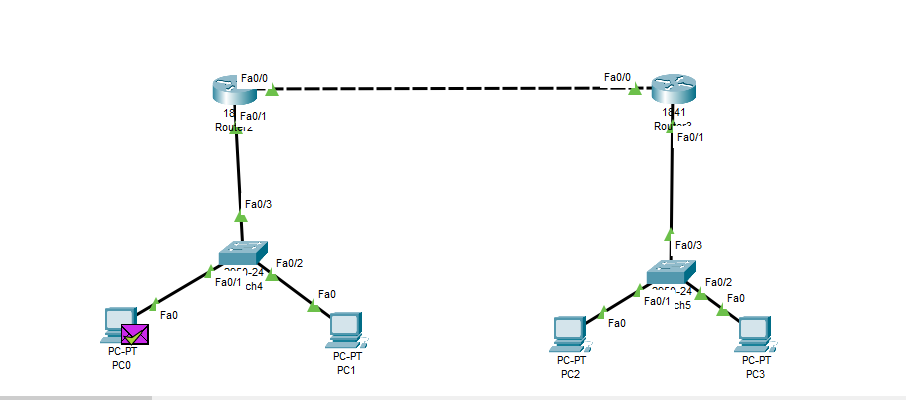 Fa0/0
Fa0/0
Fa0/1
1841
Fa0/1
Fa0/3
Fa0/3
Fa0/2
Fa0/1
Fa0/2
Fa0/1
Fa0
Fa0
Fa0
Fa0
PC-PT
PC0
PC-PT
PC1
PC-PT
PC2
PC-PT
PC3